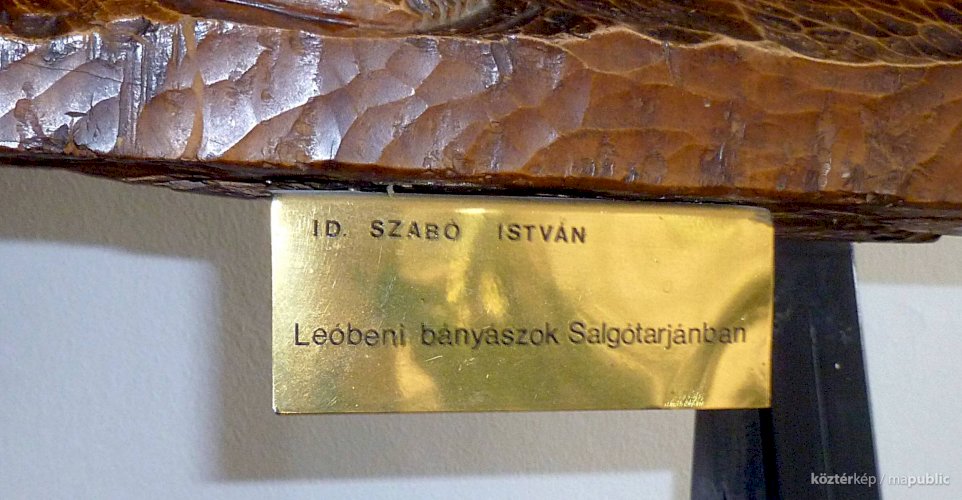 ID. SZABÓ ISTVÁN
Leóbeni bányászok Salgótarjánban
köztérkép / mapublic